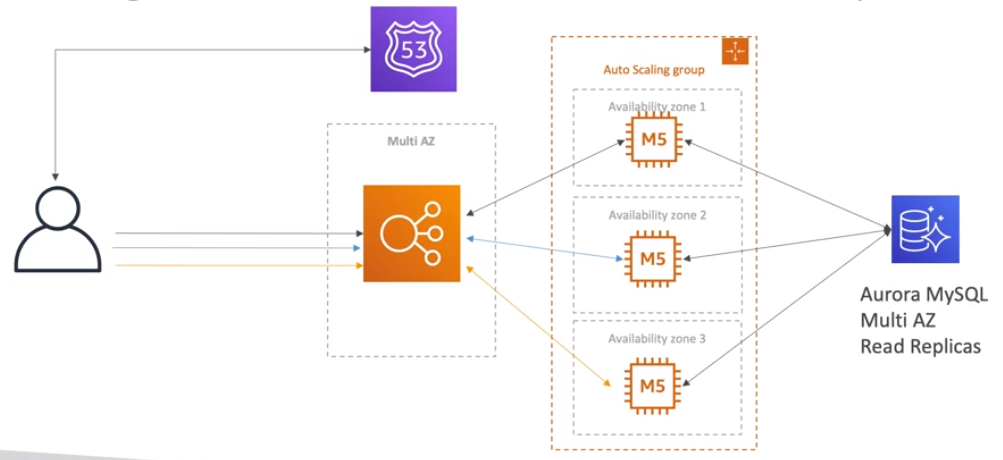 53
Auto Scaling group
Availability zone 1
M5
Multi AZ
Availability zone 2
M5
Availability zone 3
M5
Aurora MySQL
Multi AZ
Read Replicas